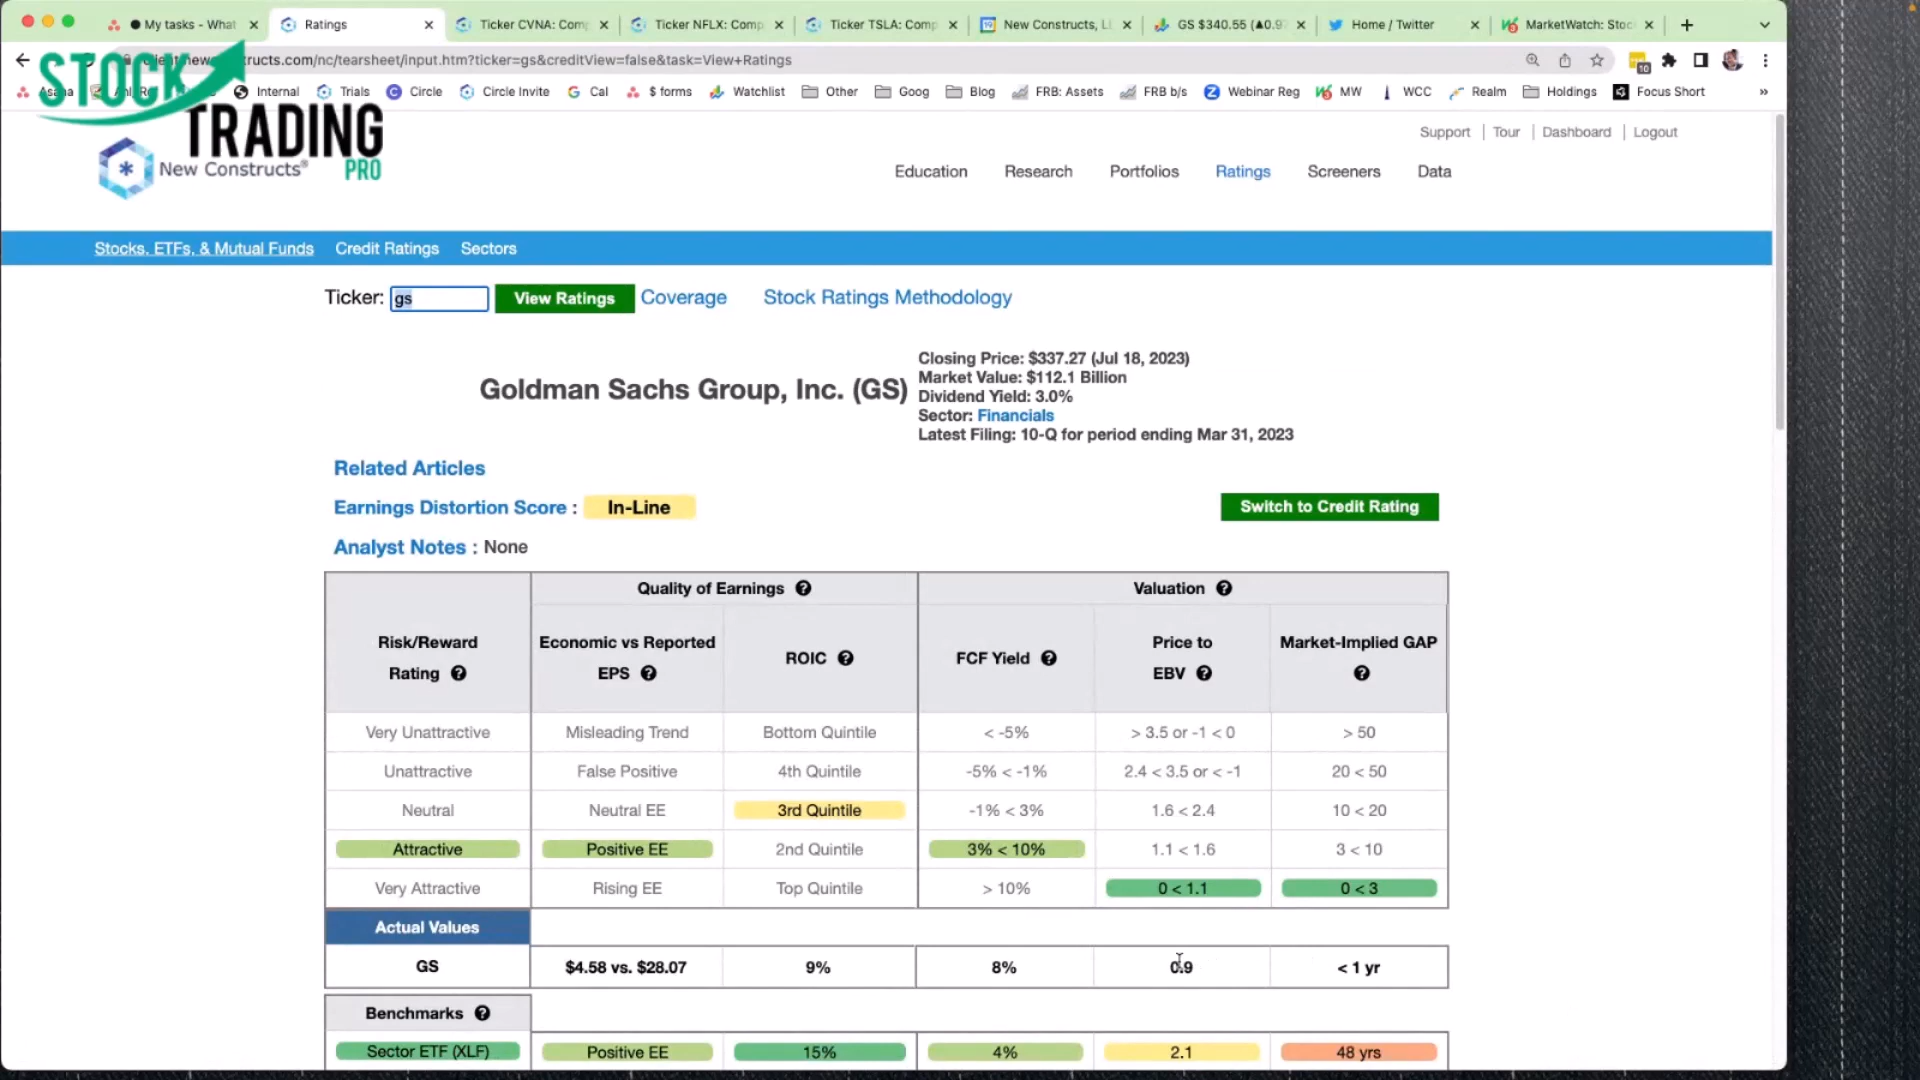 My tasks - What
Ratings
Ticker CVNA: Comp
Ticker NFLX: Comp
Ticker TSLA: Comp
New Constructs, L
GS $340.55 (▲0.9
Home / Twitter
MarketWatch: Stoc
ructs.com/nc/tearsheet/input.htm?ticker=gs&creditView=false&task=View+Ratings
10
STOCK
TRADING
PRO
Asana
Internal
Trials
Circle
Circle Invite
Cal
$ forms
Watchlist
Other
Goog
Blog
FRB: Assets
FRB b/s
Webinar Reg
MW
WCC
Realm
Holdings
Focus Short
»
Support | Tour | Dashboard | Logout
New Constructs®
Education Research Portfolios Ratings Screeners Data
Stocks, ETFs, & Mutual Funds Credit Ratings Sectors
Ticker: gs View Ratings Coverage Stock Ratings Methodology
Goldman Sachs Group, Inc. (GS)
Closing Price: $337.27 (Jul 18, 2023)
Market Value: $112.1 Billion
Dividend Yield: 3.0%
Sector: Financials
Latest Filing: 10-Q for period ending Mar 31, 2023
Related Articles
Earnings Distortion Score : In-Line
Switch to Credit Rating
Analyst Notes : None
Quality of Earnings ? Valuation ?
Risk/Reward Rating ?
Economic vs Reported EPS ?
ROIC ?
FCF Yield ?
Price to EBV ?
Market-Implied GAP ?
Very Unattractive Misleading Trend Bottom Quintile < -5% > 3.5 or -1 < 0 > 50
Unattractive False Positive 4th Quintile -5% < -1% 2.4 < 3.5 or < -1 20 < 50
Neutral Neutral EE 3rd Quintile -1% < 3% 1.6 < 2.4 10 < 20
Attractive Positive EE 2nd Quintile 3% < 10% 1.1 < 1.6 3 < 10
Very Attractive Rising EE Top Quintile > 10% 0 < 1.1 0 < 3
Actual Values
GS $4.58 vs. $28.07 9% 8% 0.9 < 1 yr
Benchmarks ?
Sector ETF (XLF) Positive EE 15% 4% 2.1 48 yrs